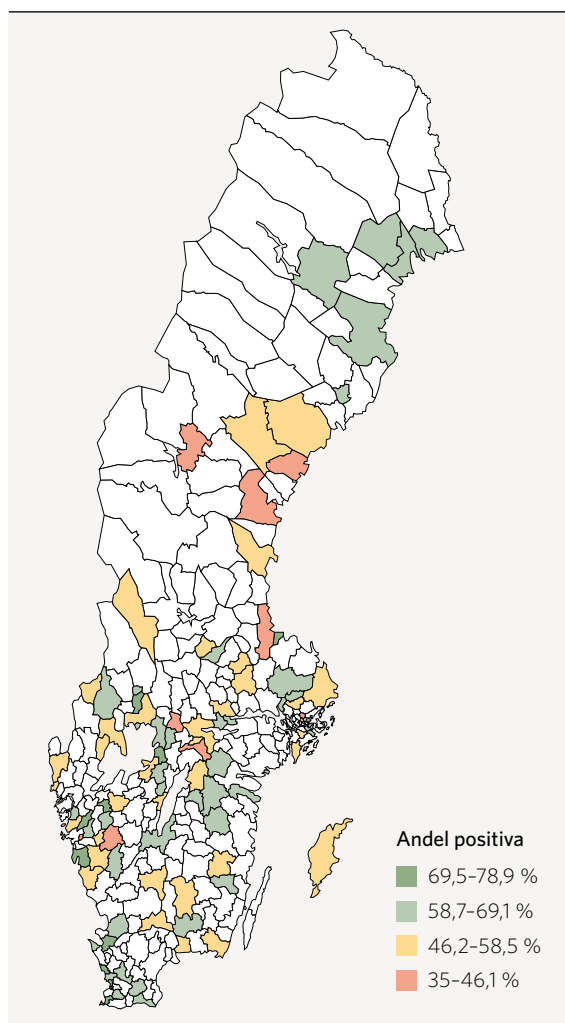 Andel positiva
69,5–78,9 %
58,7–69,1 %
46,2–58,5 %
35–46,1 %